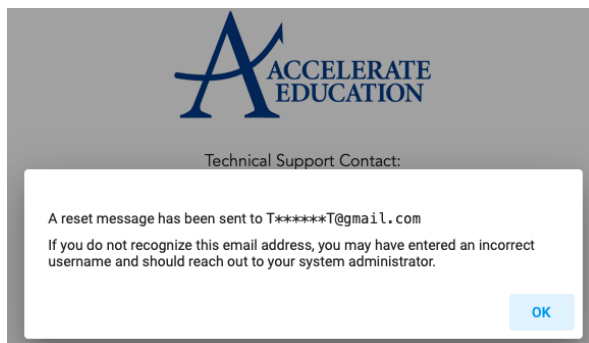 ACCELERATE
EDUCATION
Technical Support Contact:
A reset message has been sent to T******T@gmail.com
If you do not recognize this email address, you may have entered an incorrect
username and should reach out to your system administrator.
OK